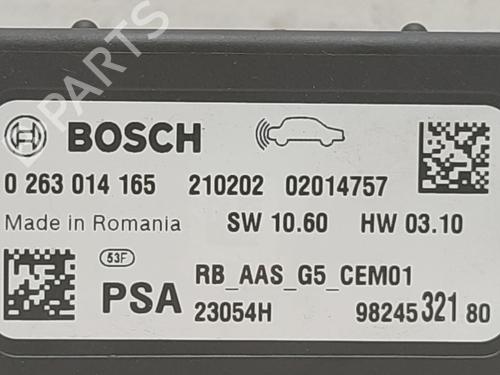 BOSCH
0 263 014 165 210202 02014757
Made in Romania SW 10.60 HW 03.10
53F
RB_AAS_G5_CEM01
PSA 23054H 98245 321 80
B PARTS